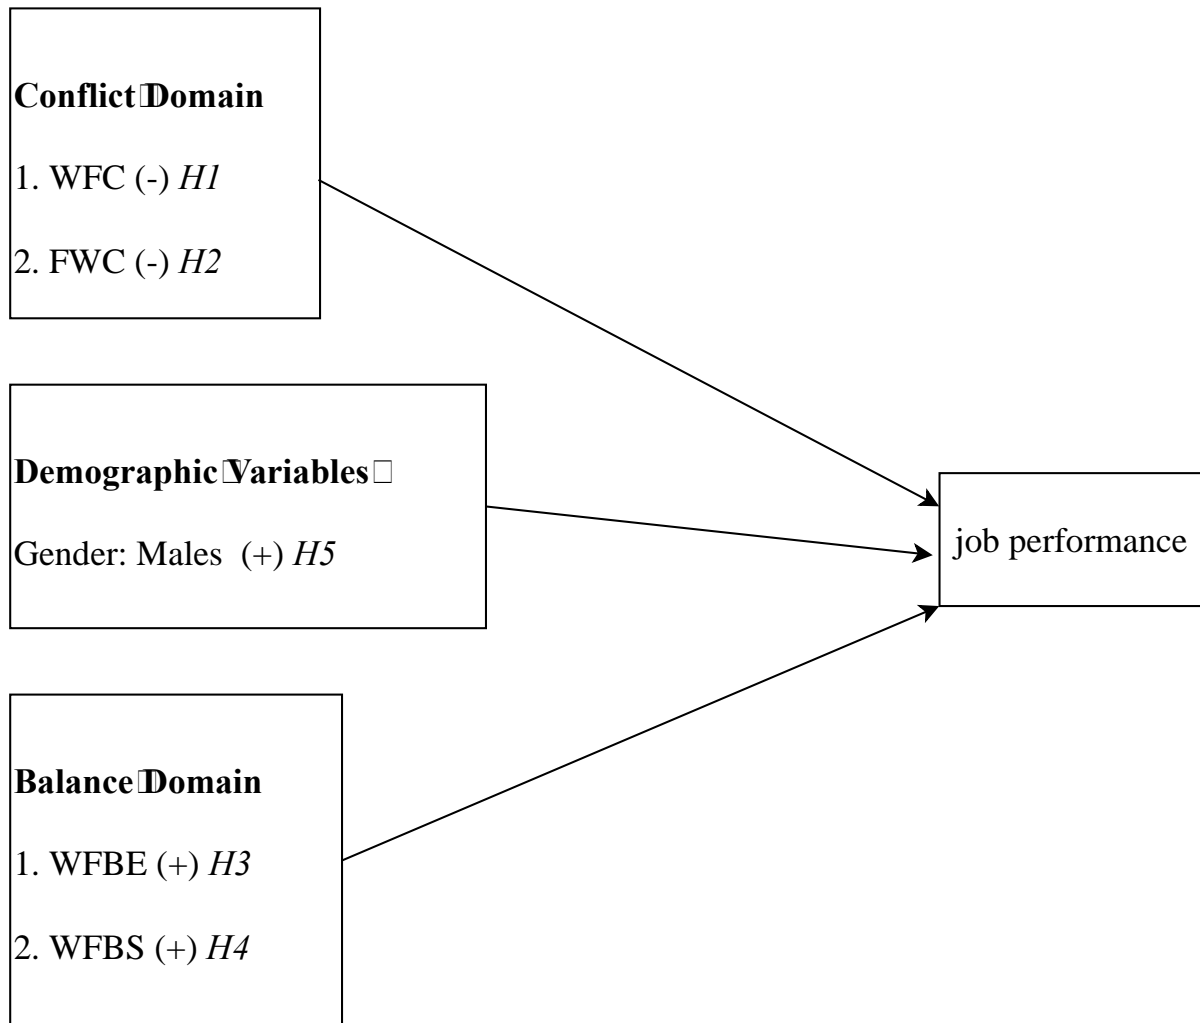 Conflict Domain
1. WFC (-) H1
2. FWC (-) H2
Demographic Variables
Gender: Males (+) H5
job performance
Balance Domain
1. WFBE (+) H3
2. WFBS (+) H4